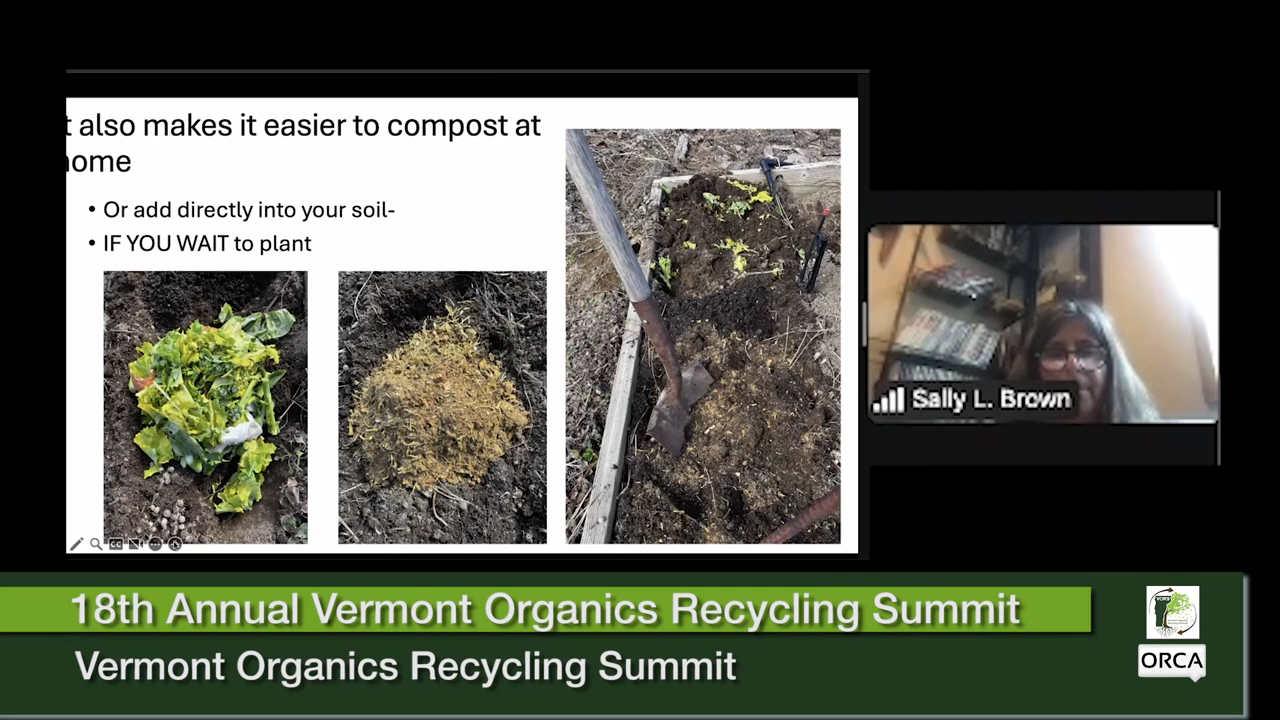 t also makes it easier to compost at
home
• Or add directly into your soil-
• IF YOU WAIT to plant
Sally L. Brown
18th Annual Vermont Organics Recycling Summit
Vermont Organics Recycling Summit
ORCA